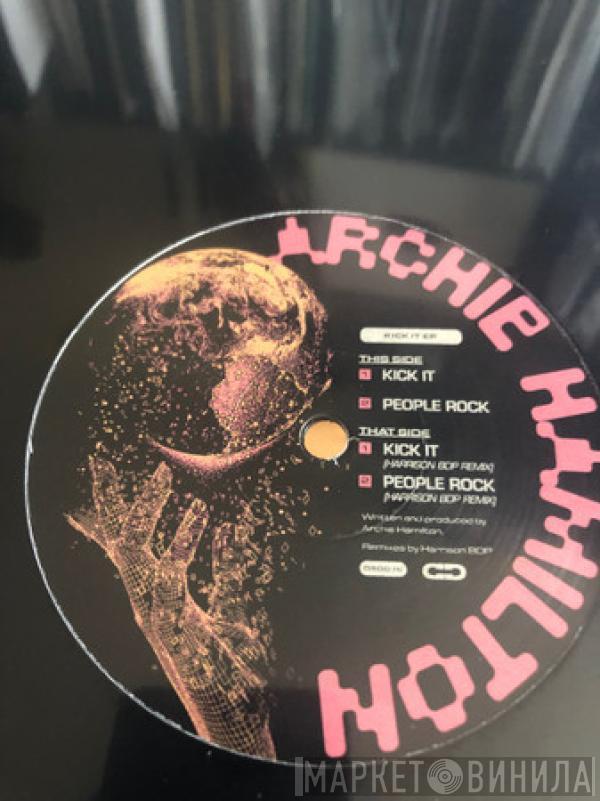 ARCHIE HAMILTON
KICK IT EP
THIS SIDE
1 KICK IT
2 PEOPLE ROCK
THAT SIDE
1 KICK IT
[HARRISON BDP REMIX]
2 PEOPLE ROCK
[HARRISON BDP REMIX]
Written and produced by
Archie Hamilton.
Remixes by Harrison BDP
МАРКЕТ ВИНИЛА